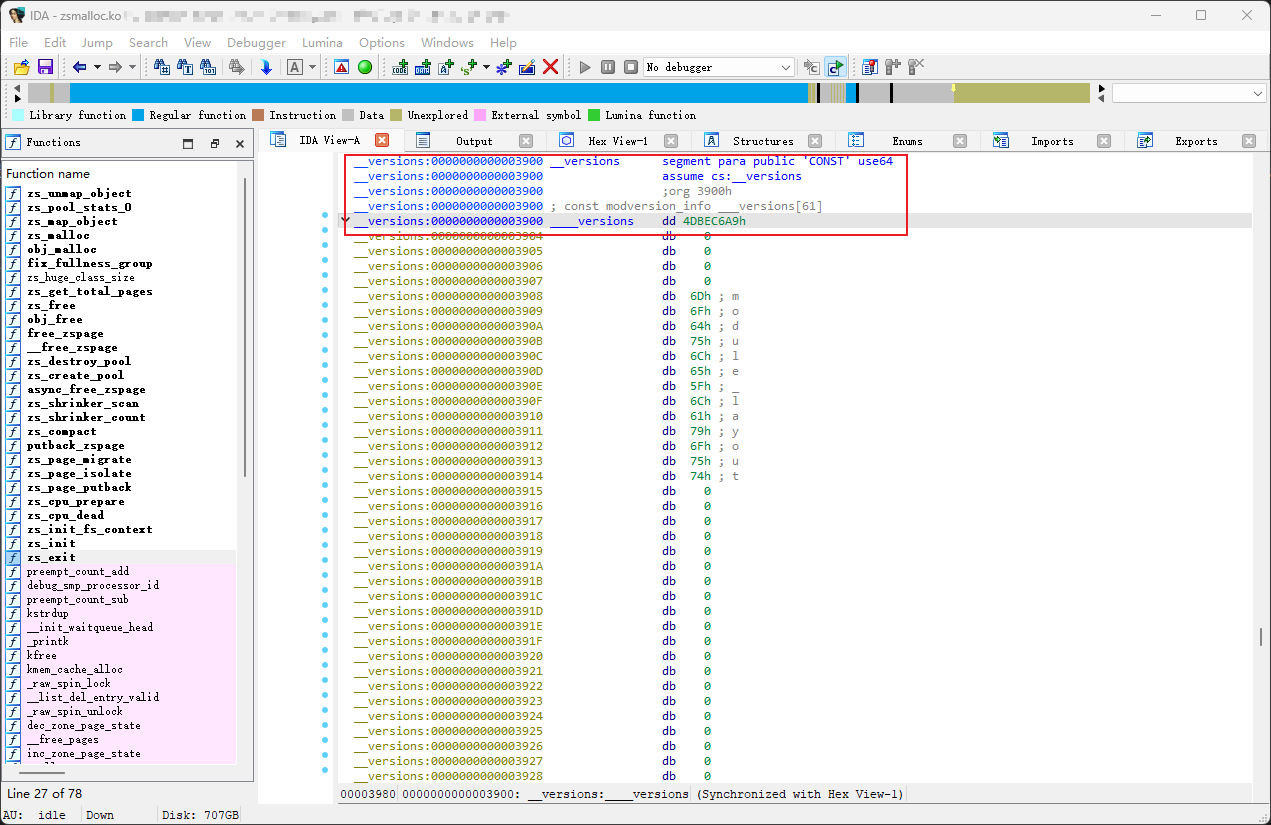 IDA - zsmalloc.ko
File Edit Jump Search View Debugger Lumina Options Windows Help
No debugger
Library function Regular function Instruction Data Unexplored External symbol Lumina function
Functions
IDA View-A Output Hex View-1 Structures Enums Imports Exports
Function name
zs_unmap_object
zs_pool_stats_0
zs_map_object
zs_malloc
obj_malloc
fix_fullness_group
zs_huge_class_size
zs_get_total_pages
zs_free
obj_free
free_zspage
__free_zspage
zs_destroy_pool
zs_create_pool
async_free_zspage
zs_shrinker_scan
zs_shrinker_count
zs_compact
putback_zspage
zs_page_migrate
zs_page_isolate
zs_page_putback
zs_cpu_prepare
zs_cpu_dead
zs_init_fs_context
zs_init
zs_exit
preempt_count_add
debug_smp_processor_id
preempt_count_sub
kstrdup
__init_waitqueue_head
_printk
kfree
kmem_cache_alloc
_raw_spin_lock
__list_del_entry_valid
_raw_spin_unlock
dec_zone_page_state
__free_pages
inc_zone_page_state
Line 27 of 78
__versions:0000000000003900 __versions segment para public 'CONST' use64
__versions:0000000000003900 assume cs:__versions
__versions:0000000000003900 ;org 3900h
__versions:0000000000003900 ; const modversion_info ___versions[61]
__versions:0000000000003900 ____versions dd 4DBEC6A9h
__versions:0000000000003904 db 0
__versions:0000000000003905 db 0
__versions:0000000000003906 db 0
__versions:0000000000003907 db 0
__versions:0000000000003908 db 6Dh ; m
__versions:0000000000003909 db 6Fh ; o
__versions:000000000000390A db 64h ; d
__versions:000000000000390B db 75h ; u
__versions:000000000000390C db 6Ch ; l
__versions:000000000000390D db 65h ; e
__versions:000000000000390E db 5Fh ; _
__versions:000000000000390F db 6Ch ; l
__versions:0000000000003910 db 61h ; a
__versions:0000000000003911 db 79h ; y
__versions:0000000000003912 db 6Fh ; o
__versions:0000000000003913 db 75h ; u
__versions:0000000000003914 db 74h ; t
__versions:0000000000003915 db 0
__versions:0000000000003916 db 0
__versions:0000000000003917 db 0
__versions:0000000000003918 db 0
__versions:0000000000003919 db 0
__versions:000000000000391A db 0
__versions:000000000000391B db 0
__versions:000000000000391C db 0
__versions:000000000000391D db 0
__versions:000000000000391E db 0
__versions:000000000000391F db 0
__versions:0000000000003920 db 0
__versions:0000000000003921 db 0
__versions:0000000000003922 db 0
__versions:0000000000003923 db 0
__versions:0000000000003924 db 0
__versions:0000000000003925 db 0
__versions:0000000000003926 db 0
__versions:0000000000003927 db 0
__versions:0000000000003928 db 0
00003980 0000000000003900: __versions:____versions (Synchronized with Hex View-1)
AU: idle Down Disk: 707GB